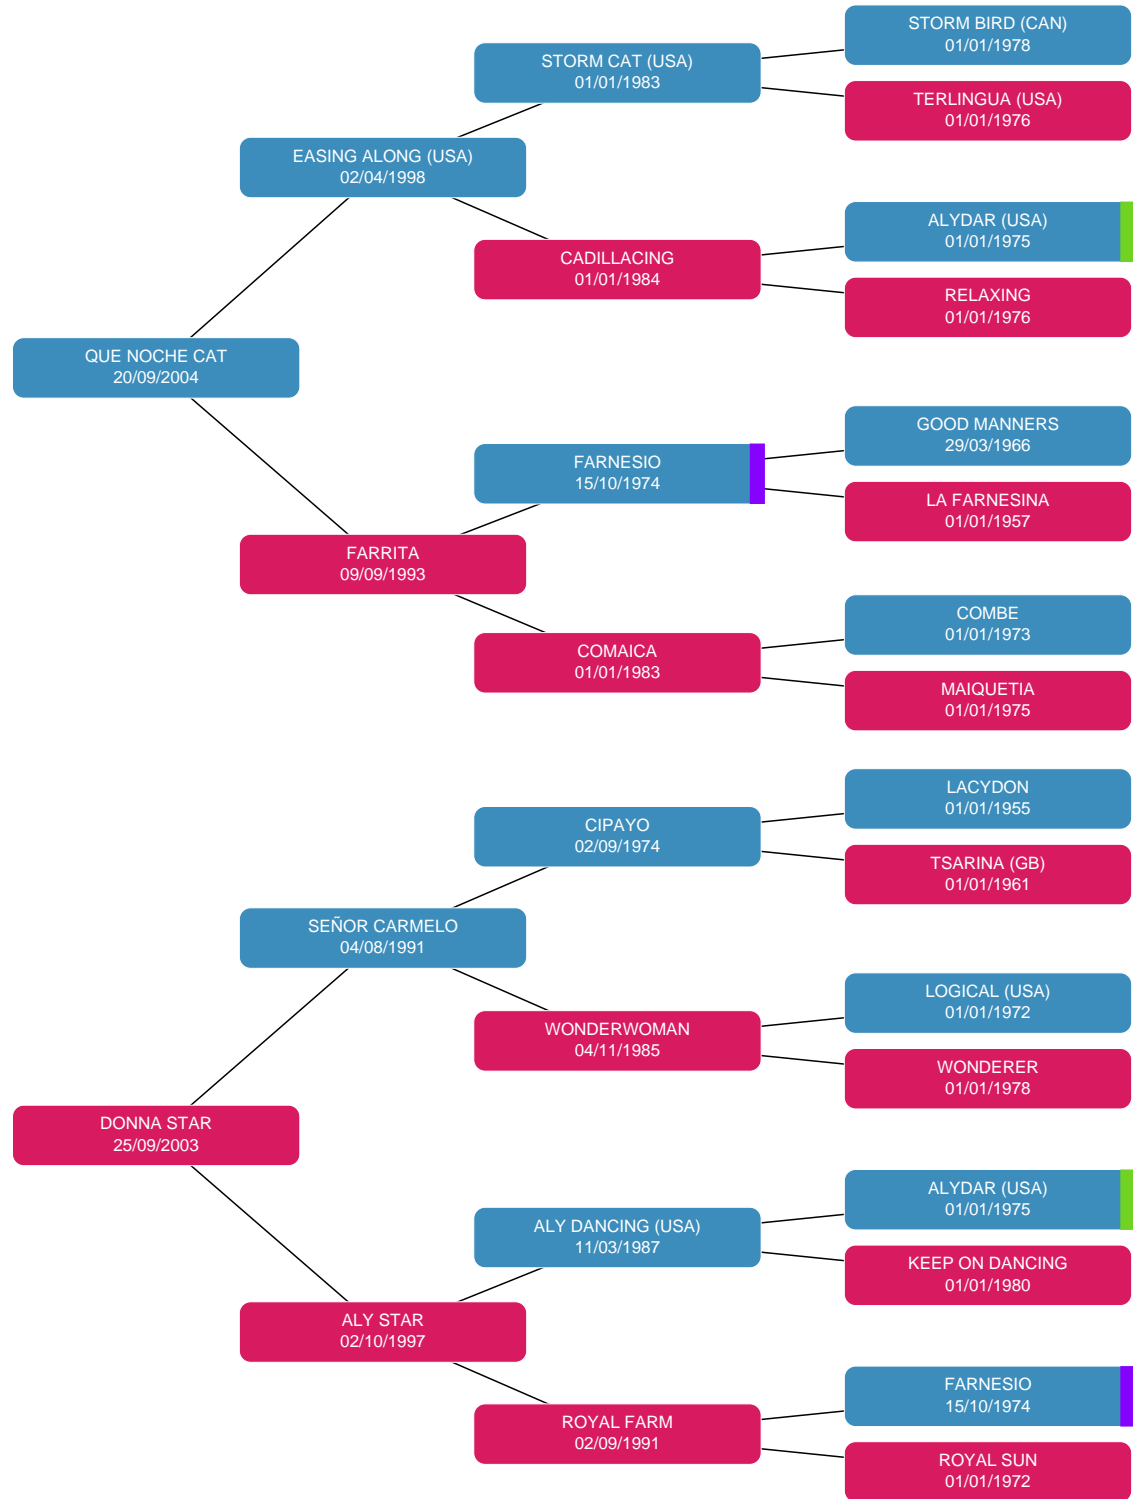 STORM BIRD (CAN)
01/01/1978
STORM CAT (USA)
01/01/1983
TERLINGUA (USA)
01/01/1976
EASING ALONG (USA)
02/04/1998
ALYDAR (USA)
01/01/1975
CADILLACING
01/01/1984
RELAXING
01/01/1976
QUE NOCHE CAT
20/09/2004
GOOD MANNERS
29/03/1966
FARNESIO
15/10/1974
LA FARNESINA
01/01/1957
FARRITA
09/09/1993
COMBE
01/01/1973
COMAICA
01/01/1983
MAIQUETIA
01/01/1975
LACYDON
01/01/1955
CIPAYO
02/09/1974
TSARINA (GB)
01/01/1961
SEÑOR CARMELO
04/08/1991
LOGICAL (USA)
01/01/1972
WONDERWOMAN
04/11/1985
WONDERER
01/01/1978
DONNA STAR
25/09/2003
ALYDAR (USA)
01/01/1975
ALY DANCING (USA)
11/03/1987
KEEP ON DANCING
01/01/1980
ALY STAR
02/10/1997
FARNESIO
15/10/1974
ROYAL FARM
02/09/1991
ROYAL SUN
01/01/1972